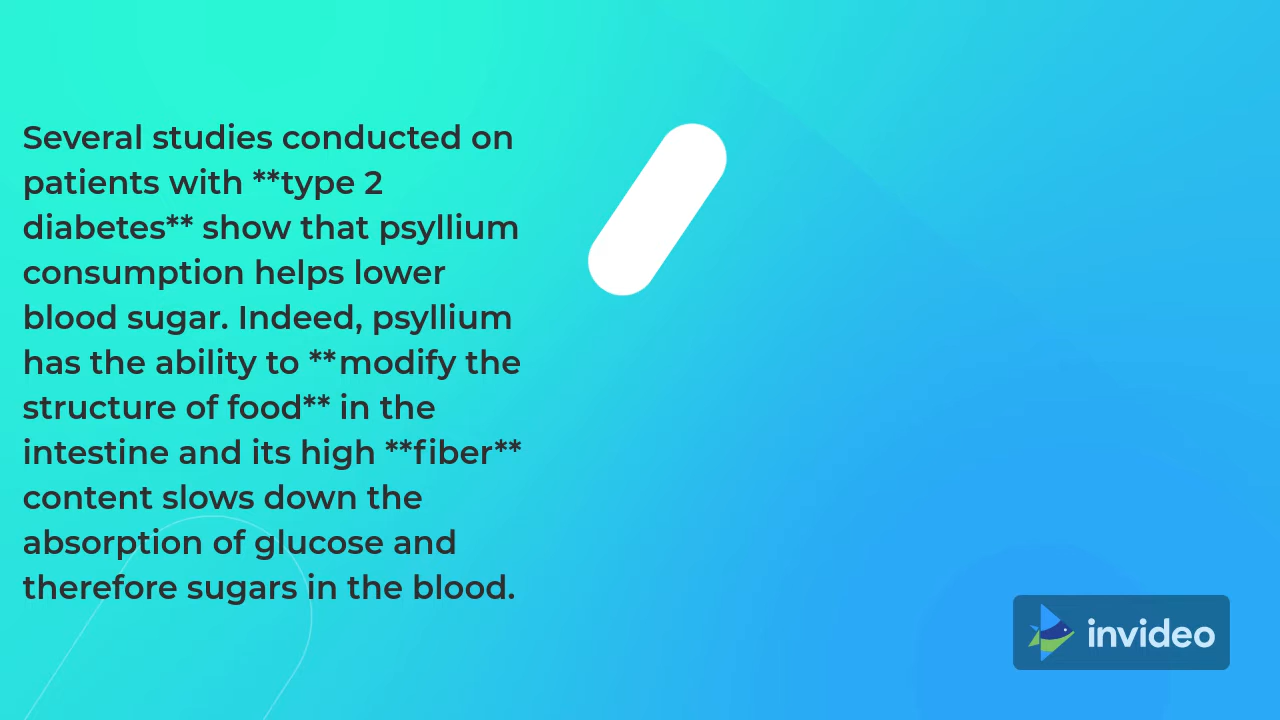 Several studies conducted on
patients with **type 2
diabetes** show that psyllium
consumption helps lower
blood sugar. Indeed, psyllium
has the ability to **modify the
structure of food** in the
intestine and its high **fiber**
content slows down the
absorption of glucose and
therefore sugars in the blood.
invideo